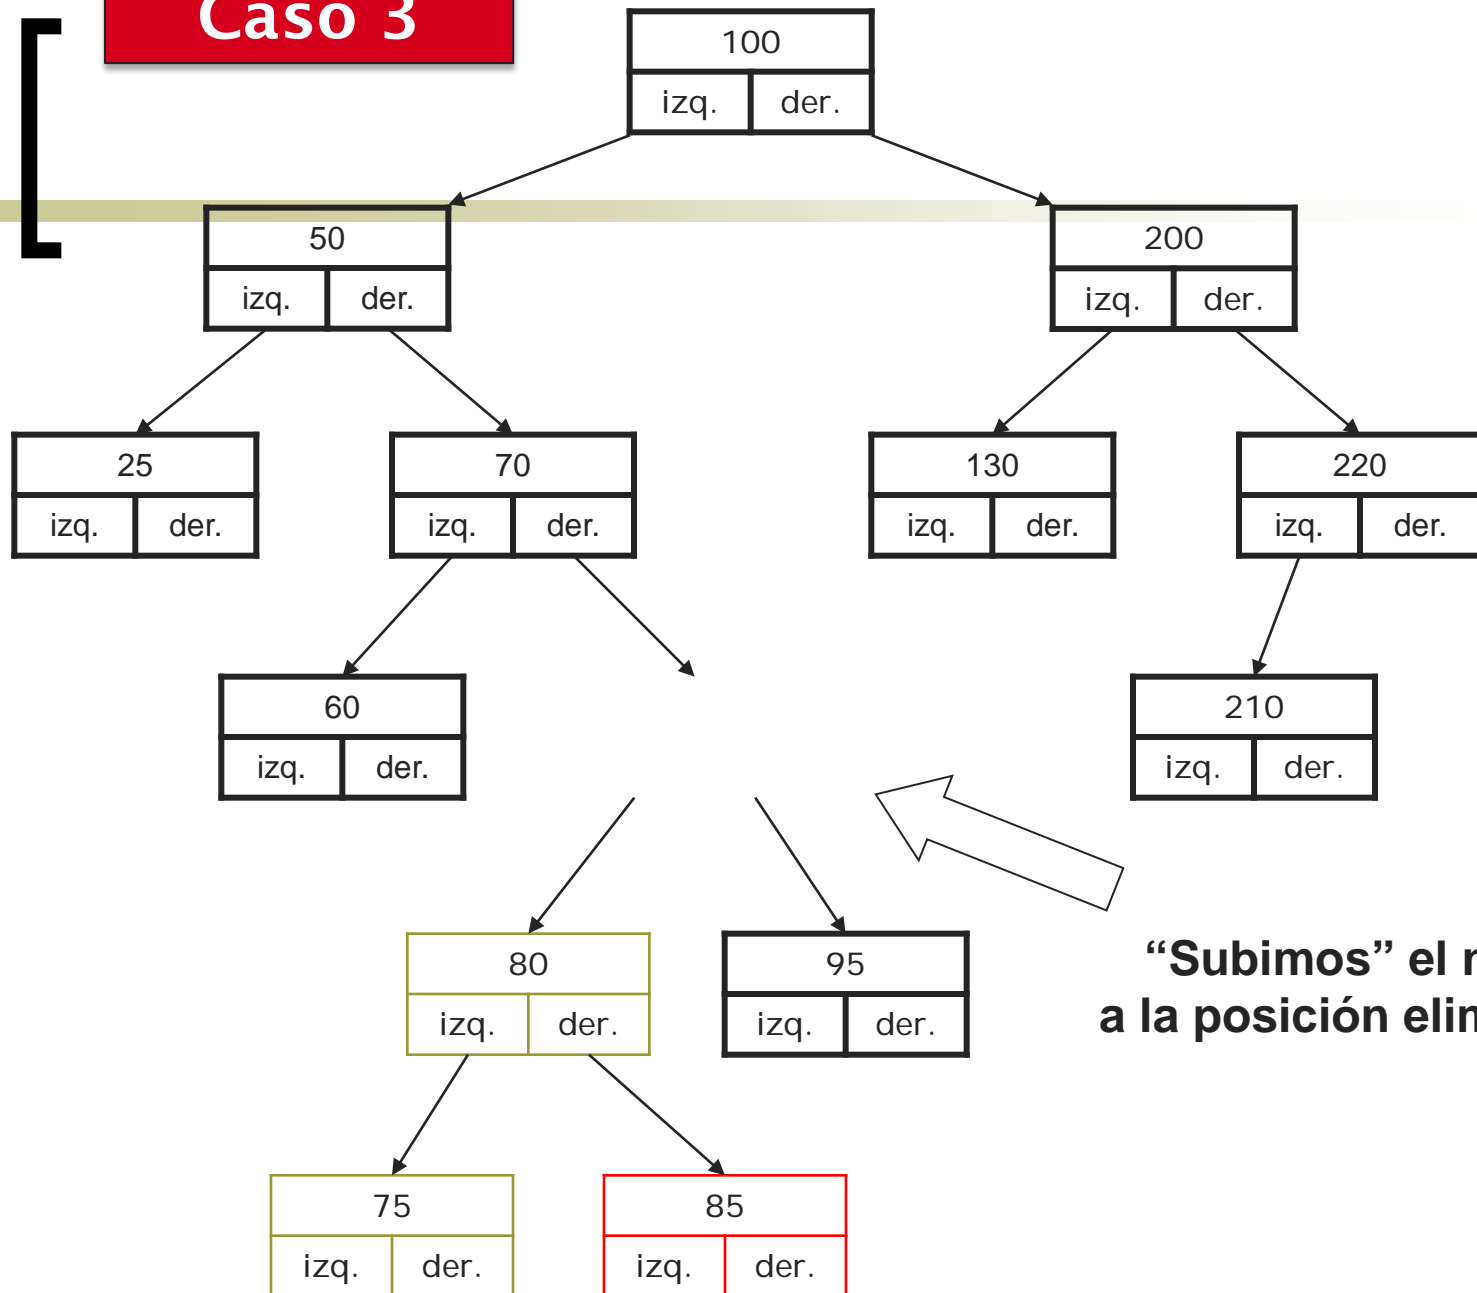 Caso 3
100
izq. der.
50
izq. der.
200
izq. der.
25
izq. der.
70
izq. der.
130
izq. der.
220
izq. der.
60
izq. der.
210
izq. der.
80
izq. der.
95
izq. der.
“Subimos” el
a la posición
75
izq. der.
85
izq. der.